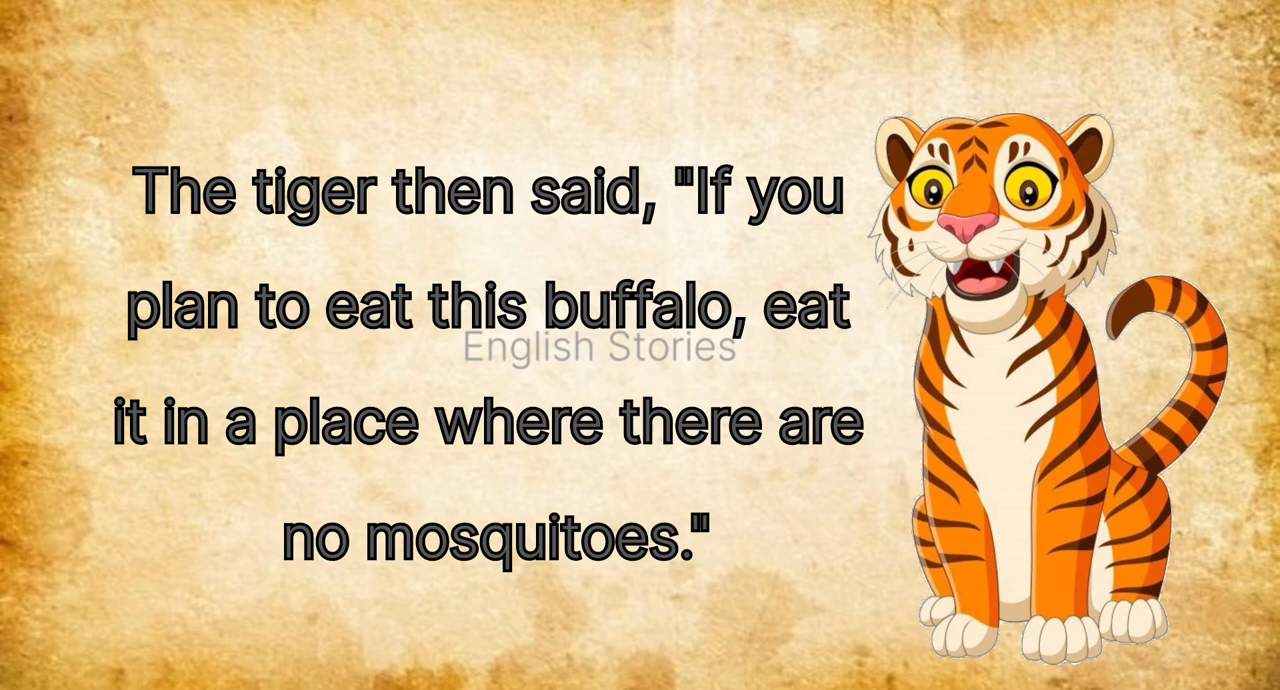 The tiger then said, "If you
plan to eat this buffalo, eat
English Stories
it in a place where there are
no mosquitoes."